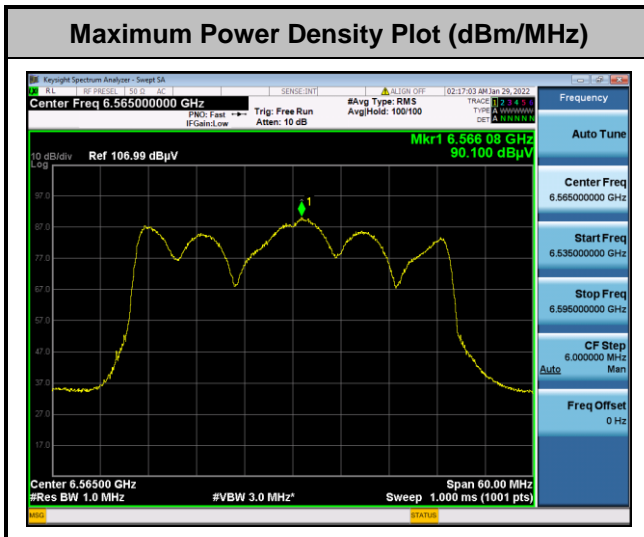 Maximum Power Density Plot (dBm/MHz)
Keysight Spectrum Analyzer - Swept SA
RL RF PRESEL 50 Ω AC SENSE:INT ALIGN OFF 02:17:03 AM Jan 29, 2022
Center Freq 6.565000000 GHz
PNO: Fast Trig: Free Run
IFGain:Low Atten: 10 dB
#Avg Type: RMS
Avg|Hold: 100/100
TRACE 1 2 3 4 5 6
TYPE A WWWWW
DET A N N N N N
Mkr1 6.566 08 GHz
90.100 dBµV
10 dB/div Ref 106.99 dBµV
Log
97.0
87.0
77.0
67.0
57.0
47.0
37.0
27.0
17.0
1
Center 6.56500 GHz Span 60.00 MHz
#Res BW 1.0 MHz #VBW 3.0 MHz* Sweep 1.000 ms (1001 pts)
MSG STATUS
Frequency
Auto Tune
Center Freq
6.565000000 GHz
Start Freq
6.535000000 GHz
Stop Freq
6.595000000 GHz
CF Step
6.000000 MHz
Auto Man
Freq Offset
0 Hz